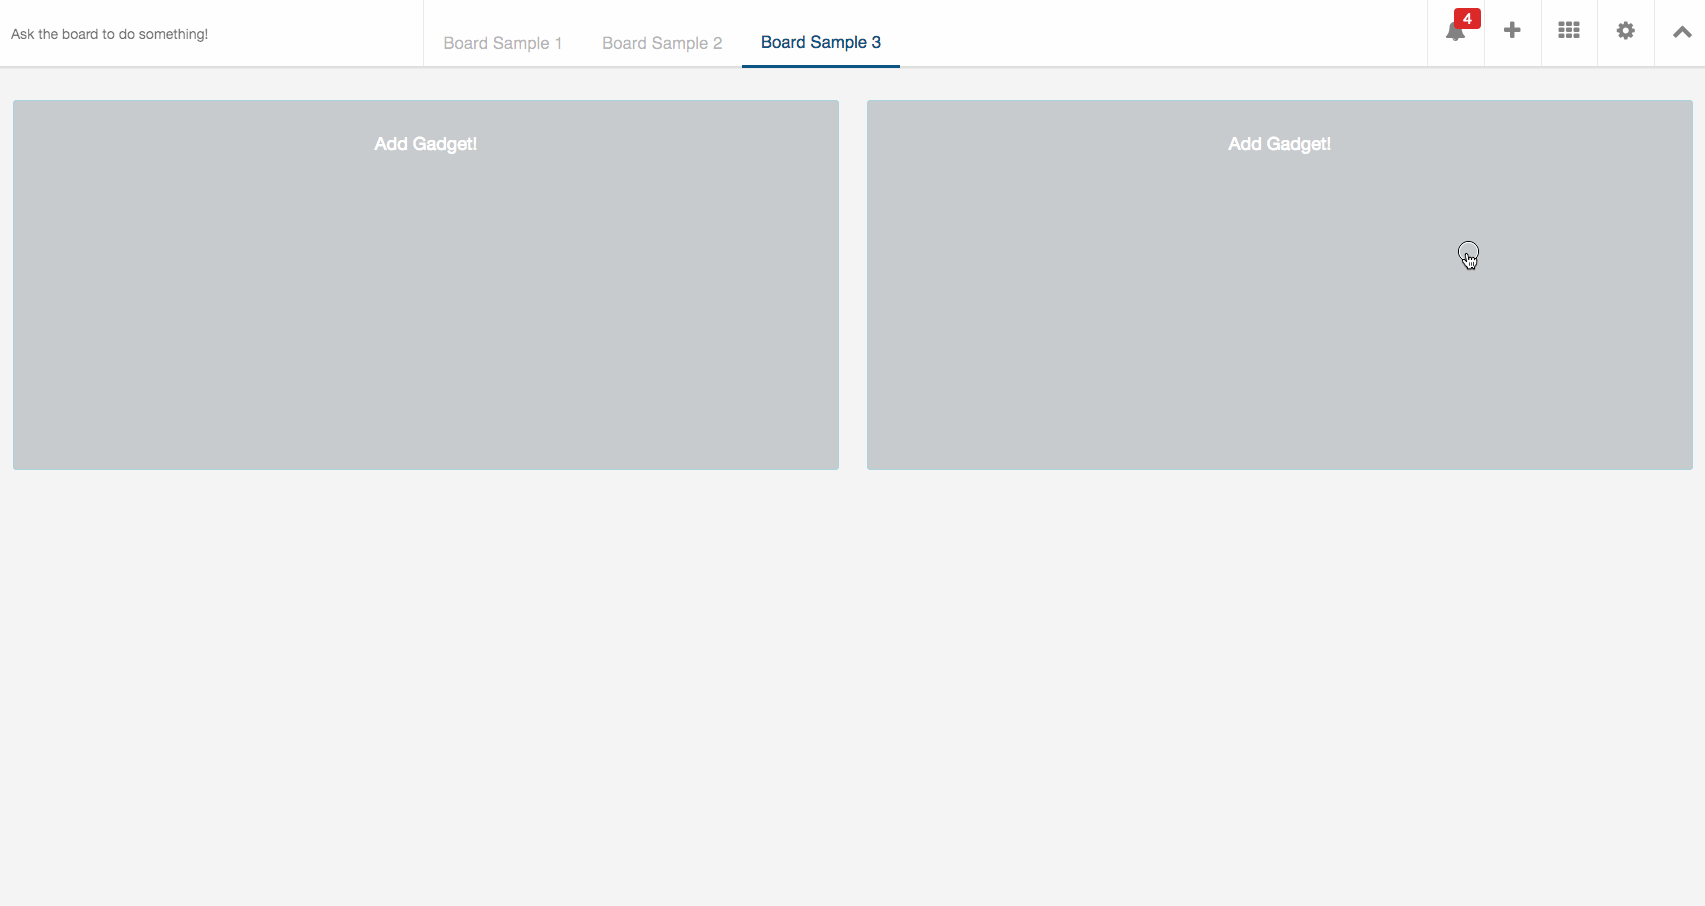 Ask the board to do something!
Board Sample 1
Board Sample 2
Board Sample 3
4
Add Gadget!
Add Gadget!